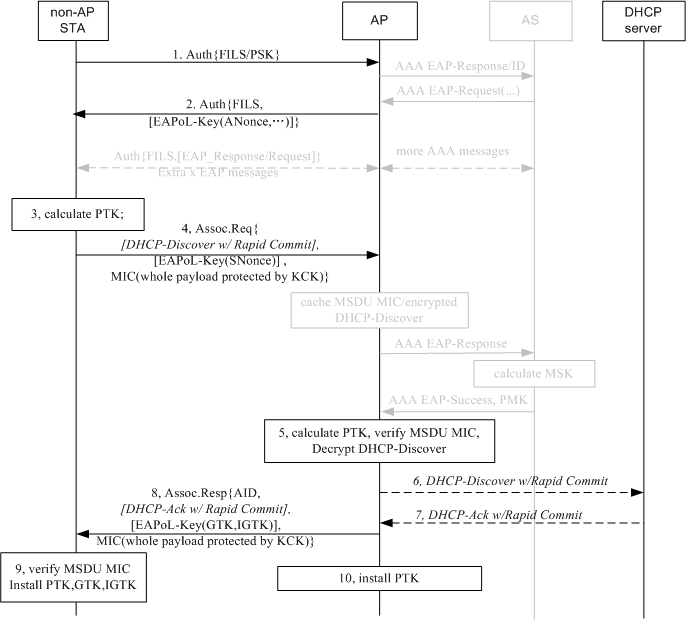 non-AP
STA
AP
AS
DHCP
server
1. Auth{FILS/PSK}
AAA EAP-Response/ID
AAA EAP-Request(...)
2. Auth{FILS,
[EAPoL-Key(ANonce,…)]}
Auth{FILS,[EAP_Response/Request]}
Extra x EAP messages
more AAA messages
3, calculate PTK;
4, Assoc.Req{
[DHCP-Discover w/ Rapid Commit],
[EAPoL-Key(SNonce)] ,
MIC(whole payload protected by KCK)}
cache MSDU MIC/encrypted
DHCP-Discover
AAA EAP-Response
calculate MSK
AAA EAP-Success, PMK
5, calculate PTK, verify MSDU MIC,
Decrypt DHCP-Discover
6, DHCP-Discover w/Rapid Commit
8, Assoc.Resp{AID,
[DHCP-Ack w/ Rapid Commit],
[EAPoL-Key(GTK,IGTK)],
MIC(whole payload protected by KCK)}
7, DHCP-Ack w/Rapid Commit
9, verify MSDU MIC
Install PTK,GTK,IGTK
10, install PTK